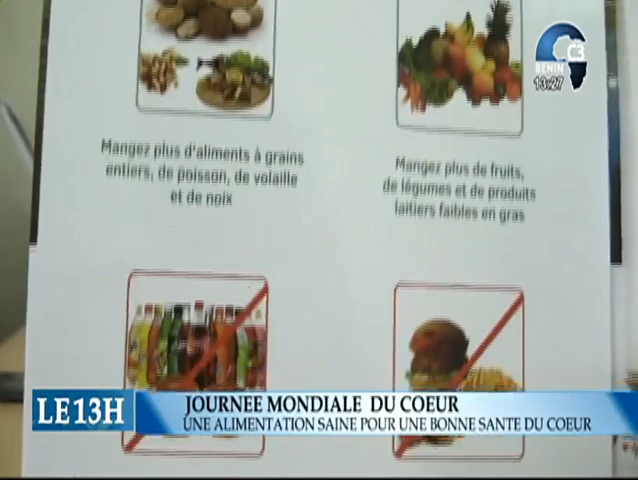 C3
BENIN
13:27
Mangez plus d'aliments à grains
entiers, de poisson, de volaille
et de noix
Mangez plus de fruits,
de légumes et de produits
laitiers faibles en gras
LE13H
JOURNEE MONDIALE DU COEUR
UNE ALIMENTATION SAINE POUR UNE BONNE SANTE DU COEUR